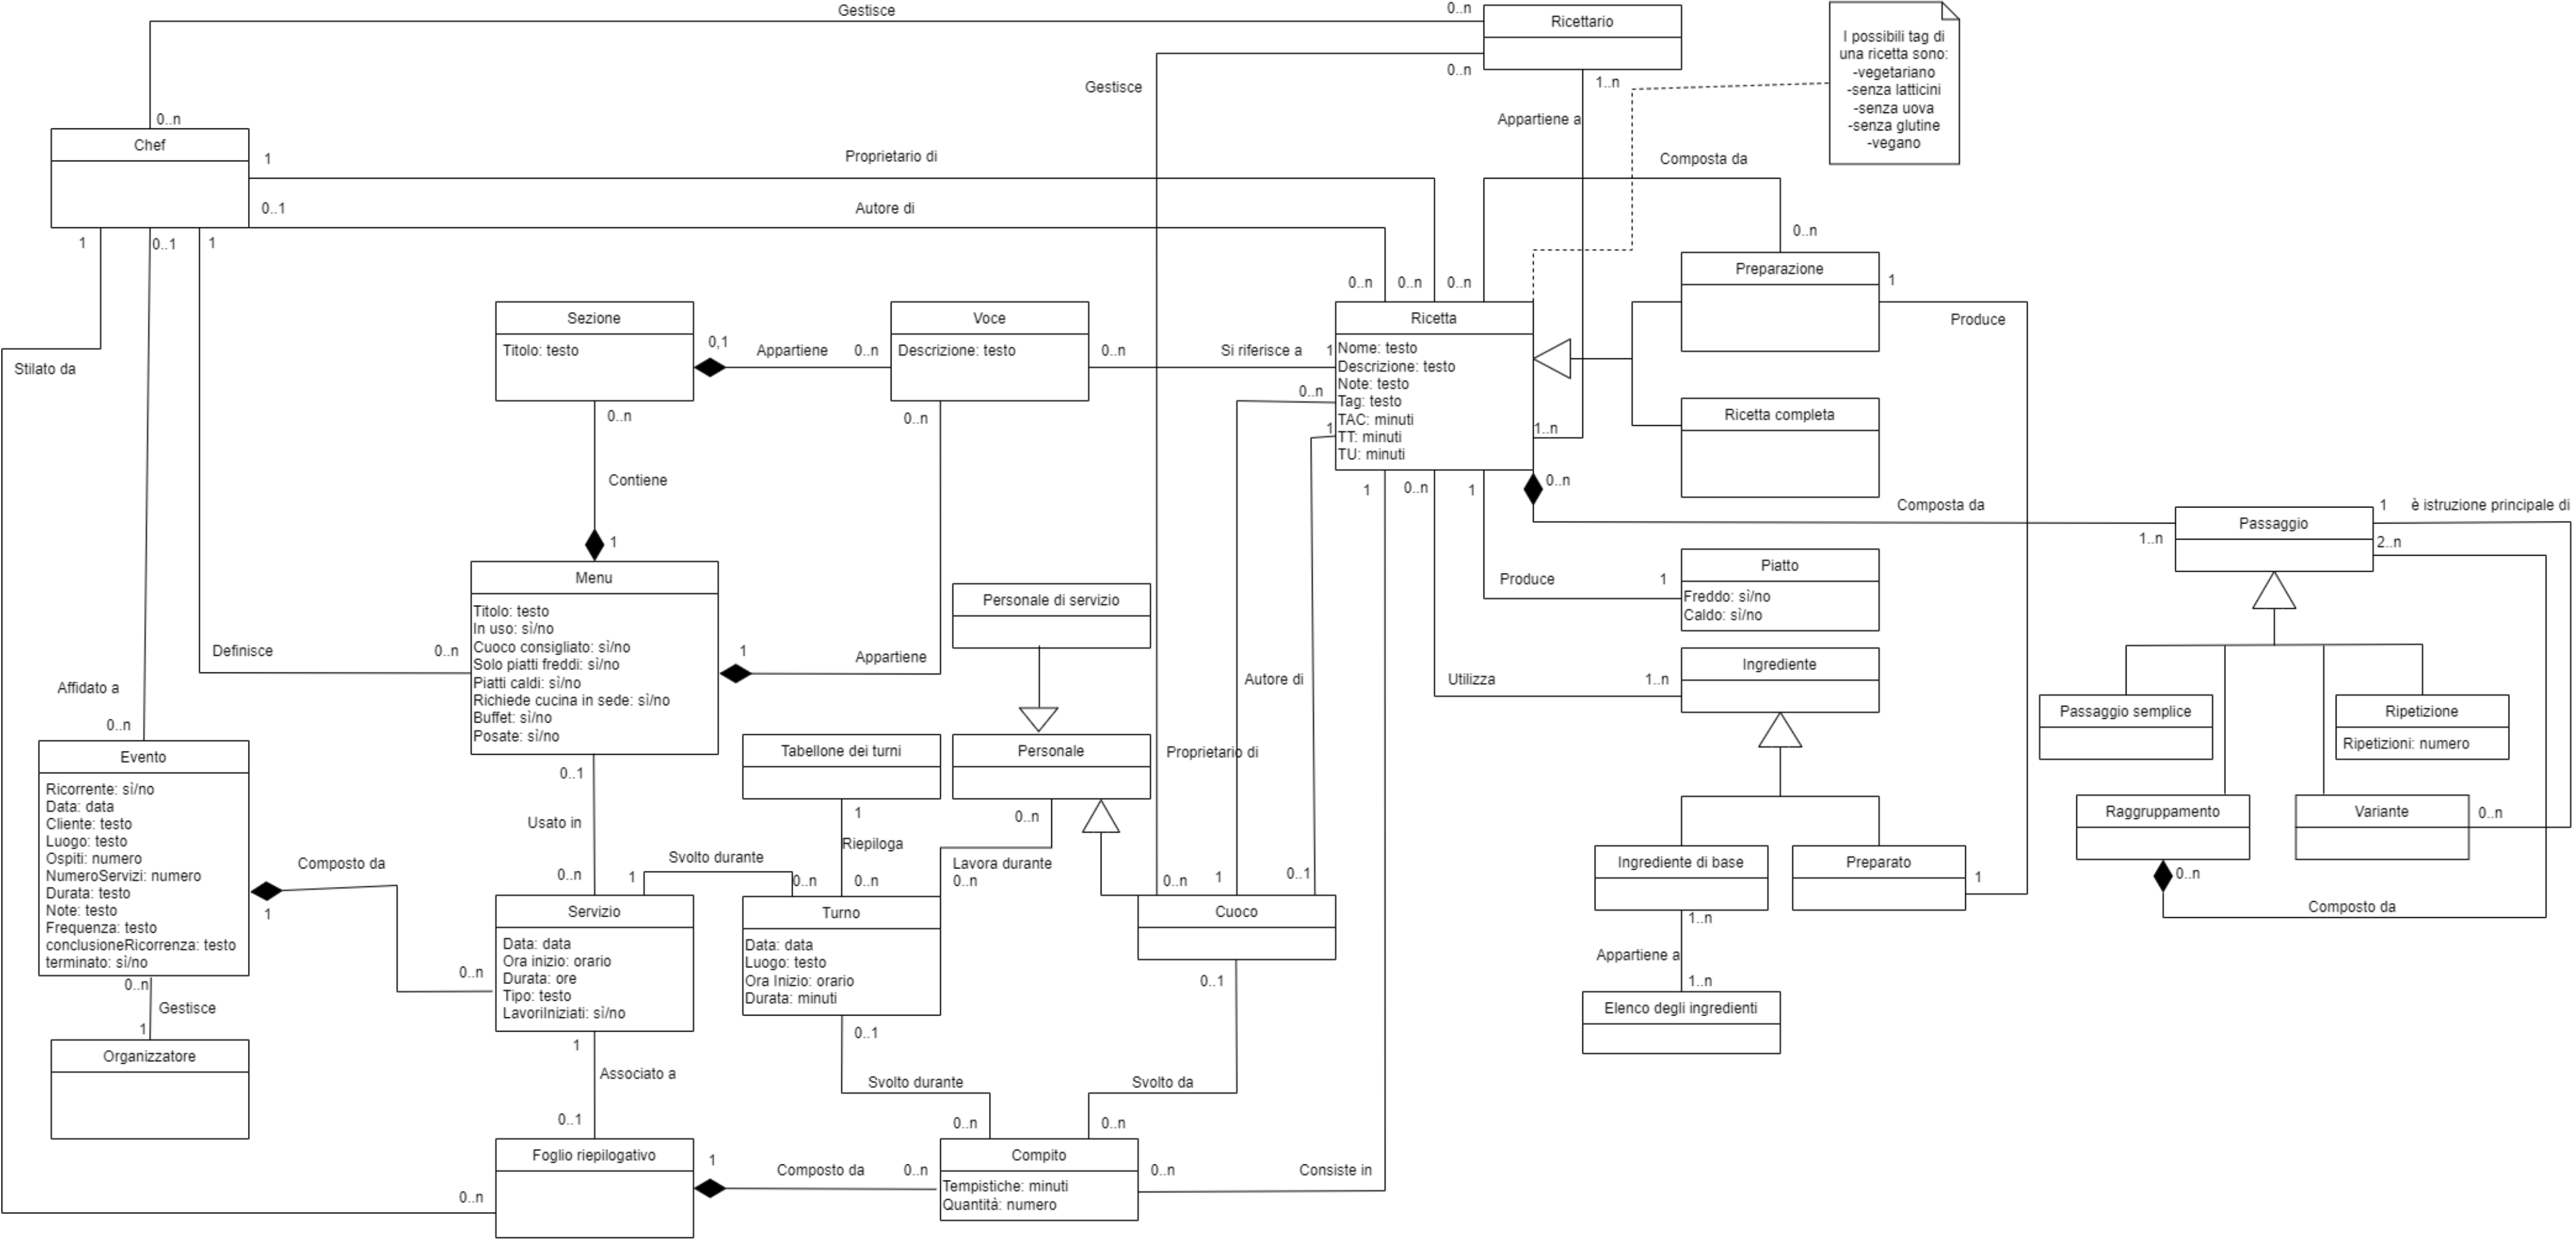 Gestisce
0..n
Ricettario
I possibili tag di
una ricetta sono:
-vegetariano
-senza latticini
-senza uova
-senza glutine
-vegano
0..n
Gestisce
1..n
Appartiene a
0..n
Chef
1
Proprietario di
Composta da
0..1
Autore di
1
0..1
1
0..n
Preparazione
1
0..n
0..n
0..n
Produce
Sezione
Titolo: testo
0,1
Appartiene
0..n
Voce
Descrizione: testo
0..n
Si riferisce a
1
Ricetta
Nome: testo
Descrizione: testo
Note: testo
Tag: testo
TAC: minuti
TT: minuti
TU: minuti
0..n
1
1..n
Stilato da
Ricetta completa
0..n
0..n
Contiene
1
0..n
1
0..n
Composta da
1
è istruzione principale di
Passaggio
1..n
2..n
1
Menu
Titolo: testo
In uso: sì/no
Cuoco consigliato: sì/no
Solo piatti freddi: sì/no
Piatti caldi: sì/no
Richiede cucina in sede: sì/no
Buffet: sì/no
Posate: sì/no
Personale di servizio
Produce
1
Piatto
Freddo: sì/no
Caldo: sì/no
Definisce
0..n
1
Appartiene
Autore di
Utilizza
1..n
Ingrediente
Affidato a
0..n
Passaggio semplice
Ripetizione
Ripetizioni: numero
Evento
Ricorrente: sì/no
Data: data
Cliente: testo
Luogo: testo
Ospiti: numero
NumeroServizi: numero
Durata: testo
Note: testo
Frequenza: testo
conclusioneRicorrenza: testo
terminato: sì/no
0..1
Tabellone dei turni
Personale
Proprietario di
Usato in
1
Riepiloga
0..n
Raggruppamento
Variante
0..n
Composto da
Svolto durante
Lavora durante
0..n
1
0..n
0..n
0..n
0..n
1
0..1
Ingrediente di base
Preparato
1
0..n
1
Servizio
Data: data
Ora inizio: orario
Durata: ore
Tipo: testo
LavoriIniziati: sì/no
Turno
Data: data
Luogo: testo
Ora Inizio: orario
Durata: minuti
Cuoco
1..n
Composto da
0..n
Appartiene a
1..n
Elenco degli ingredienti
0..n
Gestisce
1
Organizzatore
0..1
0..1
1
Associato a
Svolto durante
Svolto da
0..1
0..n
0..n
Foglio riepilogativo
1
Composto da
0..n
Compito
Tempistiche: minuti
Quantità: numero
0..n
Consiste in
0..n